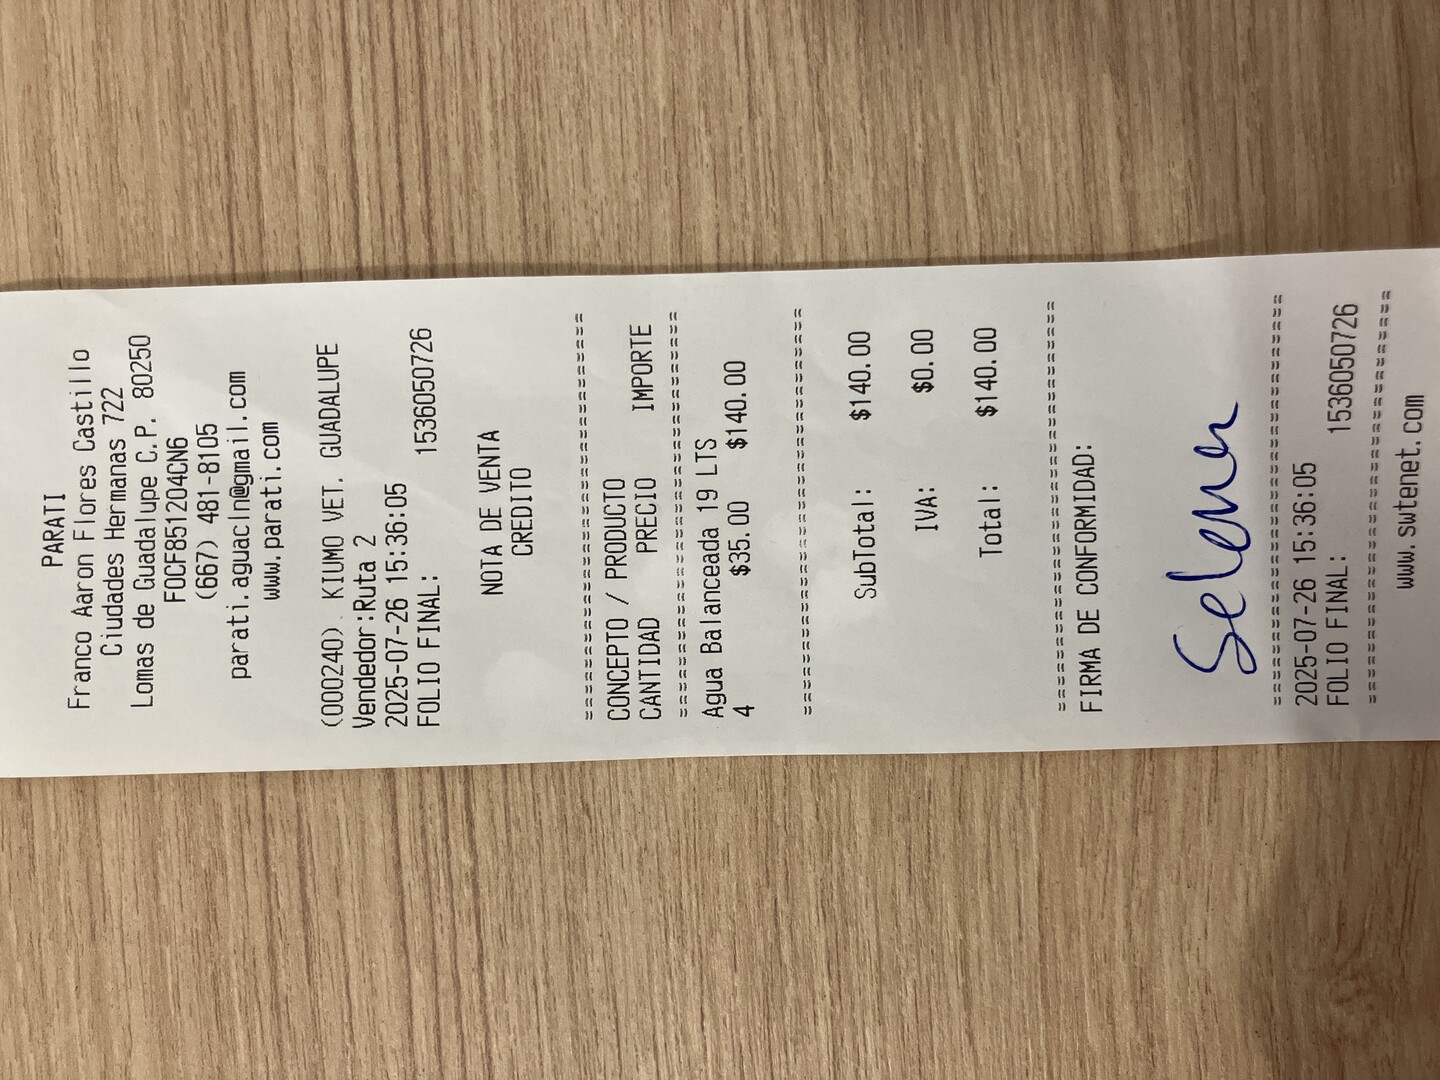 PARATI
Franco Aaron Flores Castillo
Ciudades Hermanas 722
Lomas de Guadalupe C.P. 80250
FOCF851204CN6
(667) 481-8105
parati.aguacln@gmail.com
www.parati.com
(000240) KIUMO VET. GUADALUPE
Vendedor:Ruta 2
2025-07-26 15:36:05
FOLIO FINAL: 1536050726
NOTA DE VENTA
CREDITO
==============================
CONCEPTO / PRODUCTO
CANTIDAD PRECIO IMPORTE
==============================
Agua Balanceada 19 LTS
4 $35.00 $140.00
==============================
SubTotal: $140.00
IVA: $0.00
Total: $140.00
==============================
FIRMA DE CONFORMIDAD:
Selena
==============================
2025-07-26 15:36:05
FOLIO FINAL: 1536050726
==============================
www.swtenet.com